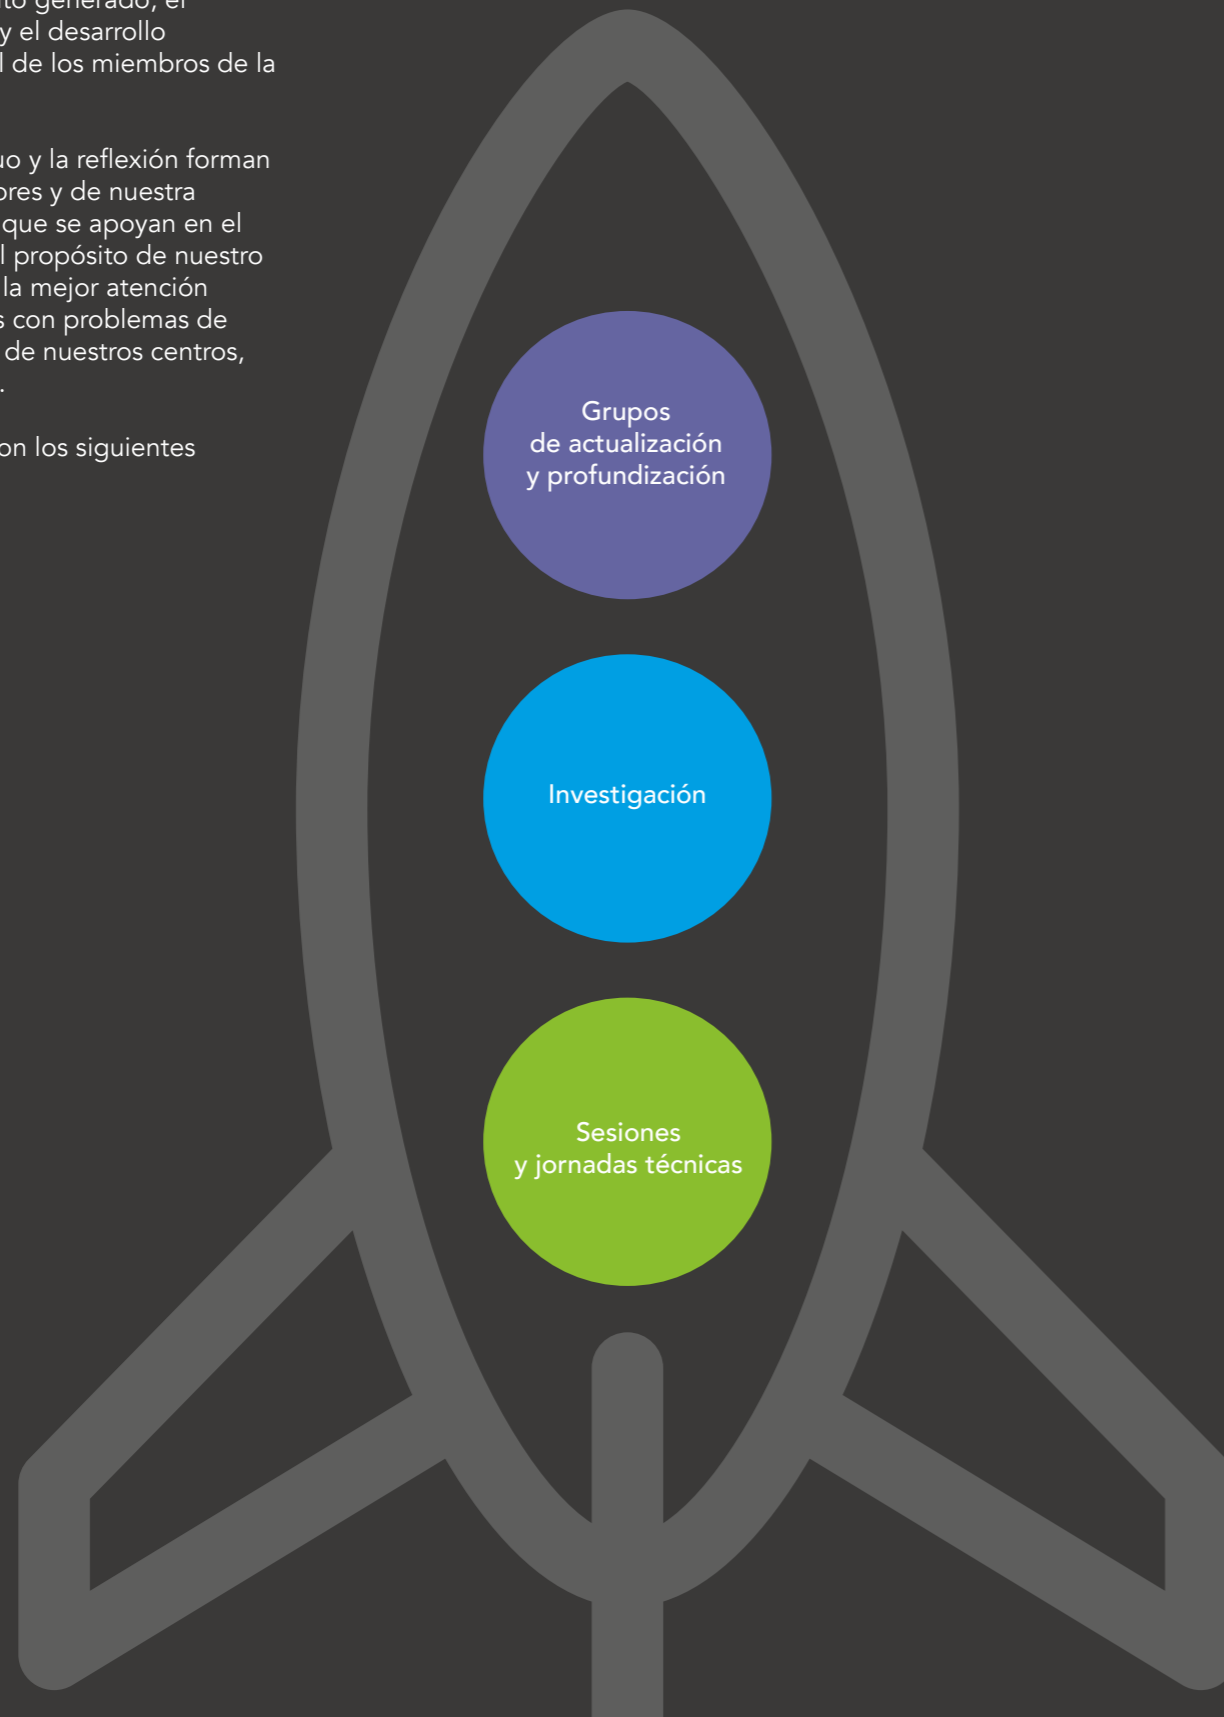 generado, el
y el desarrollo
de los miembros de la
y la reflexión forman
y de nuestra
que se apoyan en el
propósito de nuestro
la mejor atención
con problemas de
de nuestros centros,
.
los siguientes
Grupos
de actualización
y profundización
Investigación
Sesiones
y jornadas técnicas